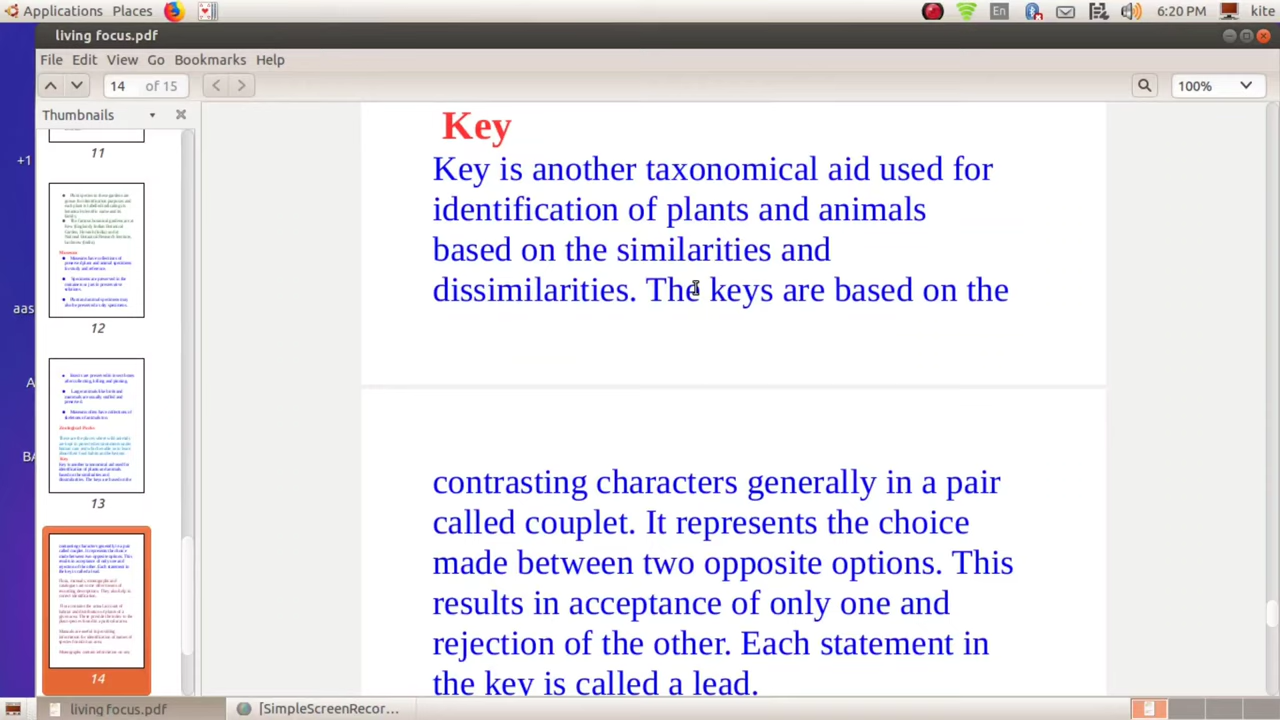 Applications Places
En
6:20 PM
kite
living focus.pdf
File Edit View Bookmarks Help
14 of 15
100%
Thumbnails
11
12
13
14
+1
aas
A
BA
Key
Key is another taxonomical aid used for
identification of plants and animals
based on the similarities and
dissimilarities. The keys are based on the
contrasting characters generally in a pair
called couplet. It represents the choice
made between two opposite options. This
results in acceptance of only one and
rejection of the other. Each statement in
the key is called a lead.
living focus.pdf
[SimpleScreenRecor...